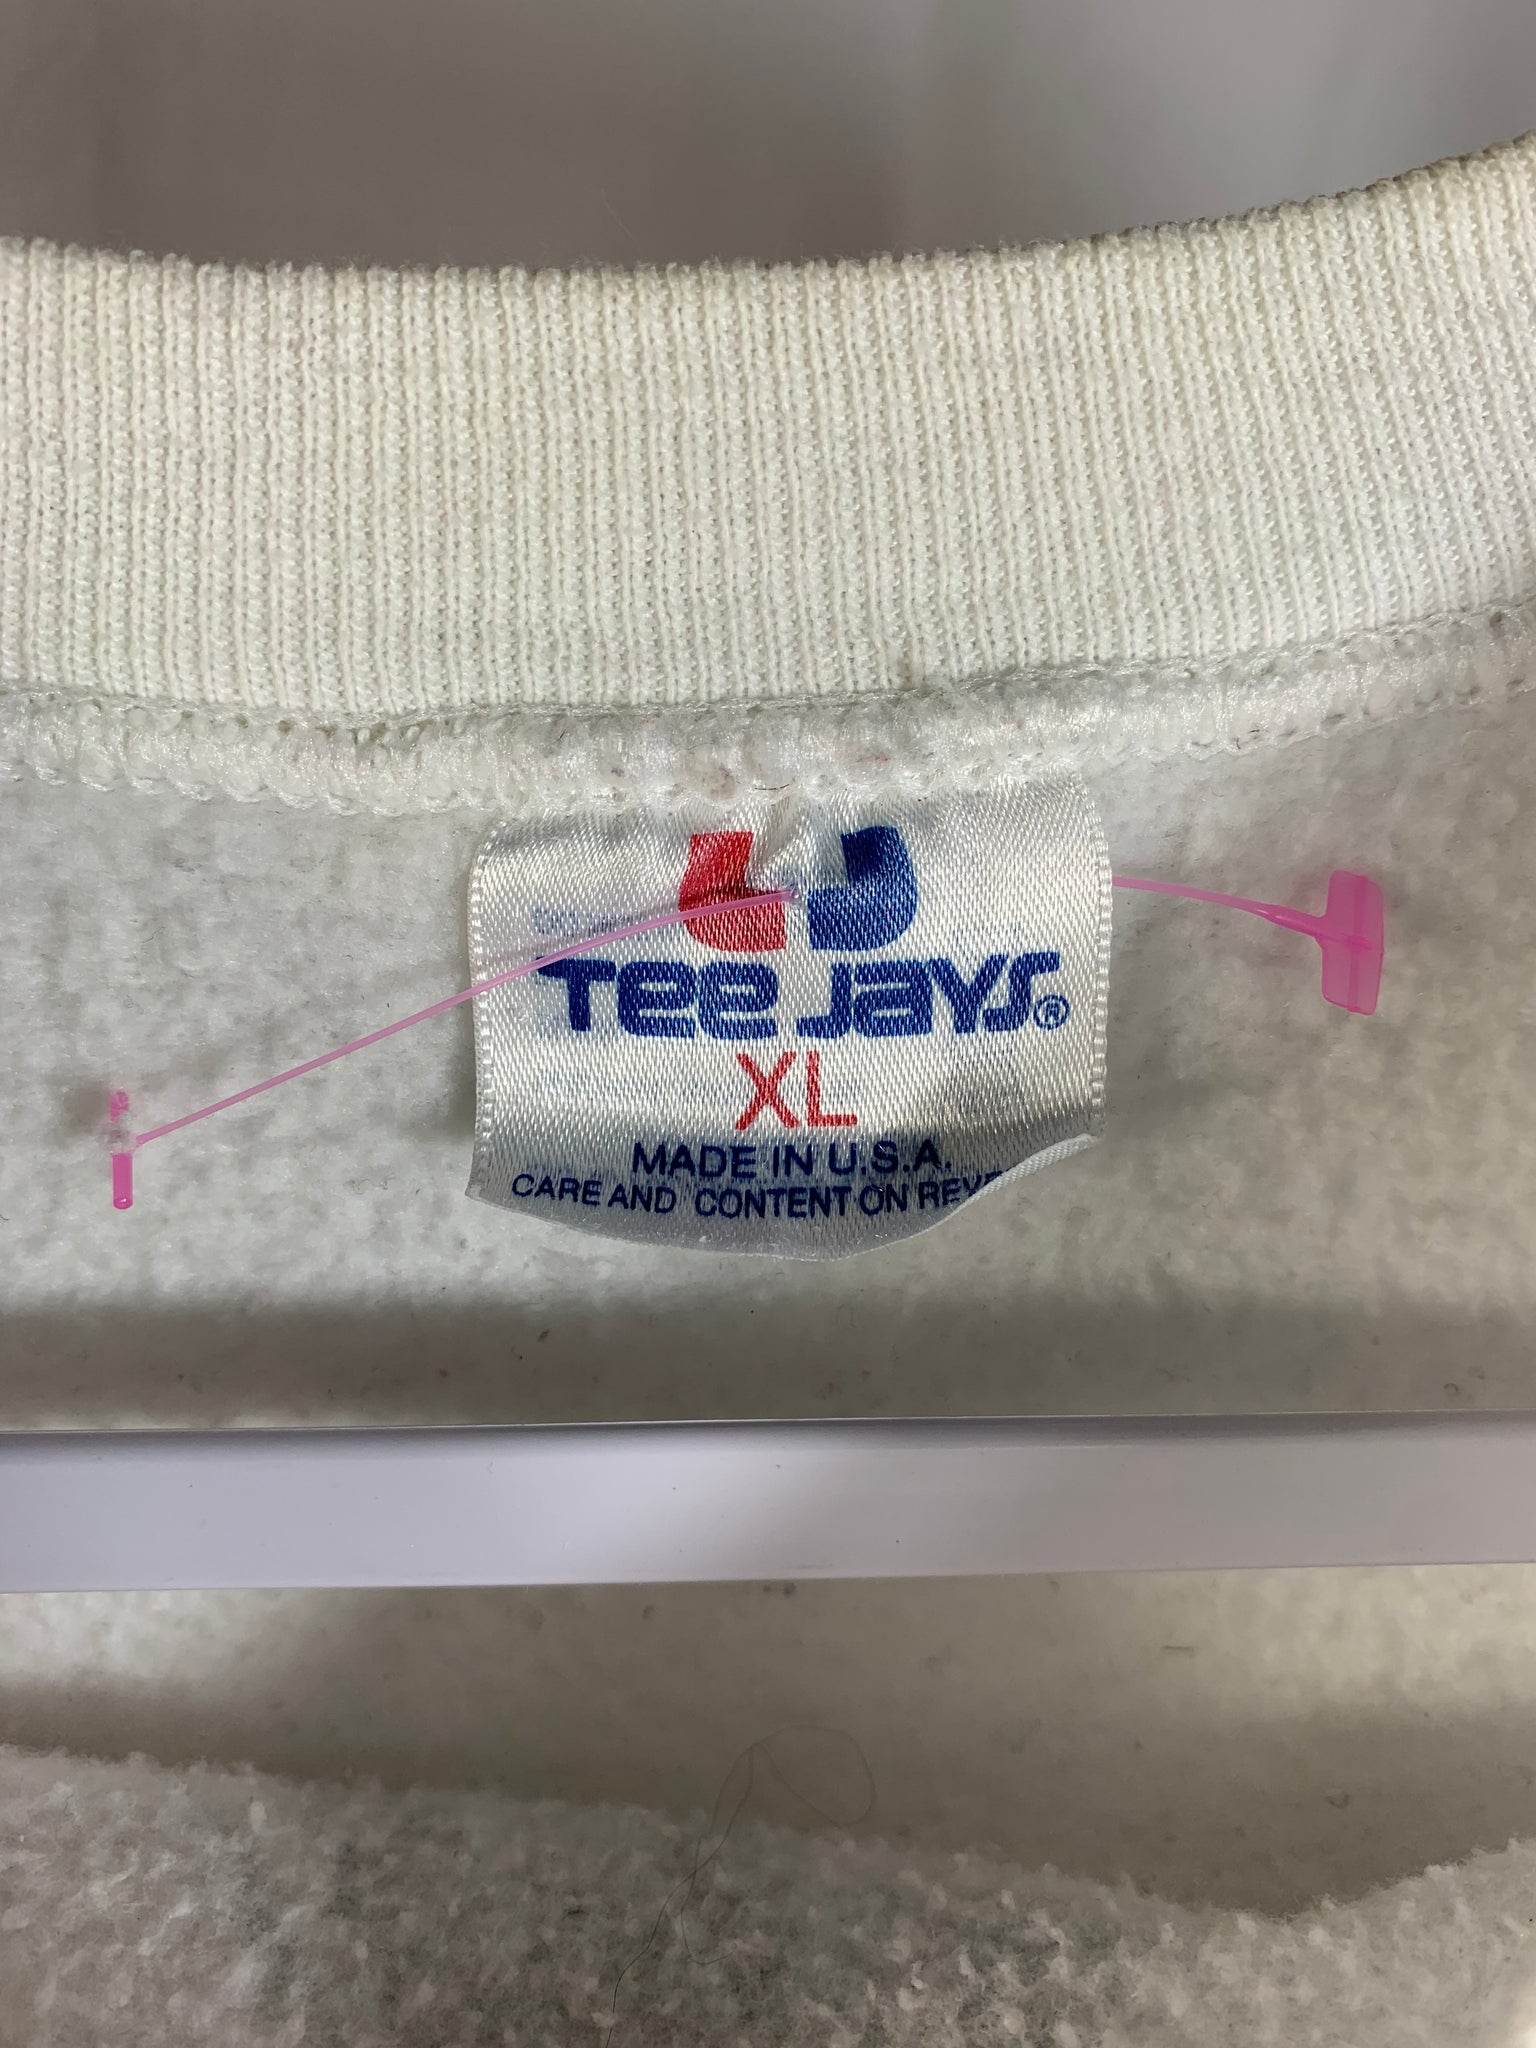 Tee Jays®
XL
MADE IN U.S.A.
CARE AND CONTENT ON